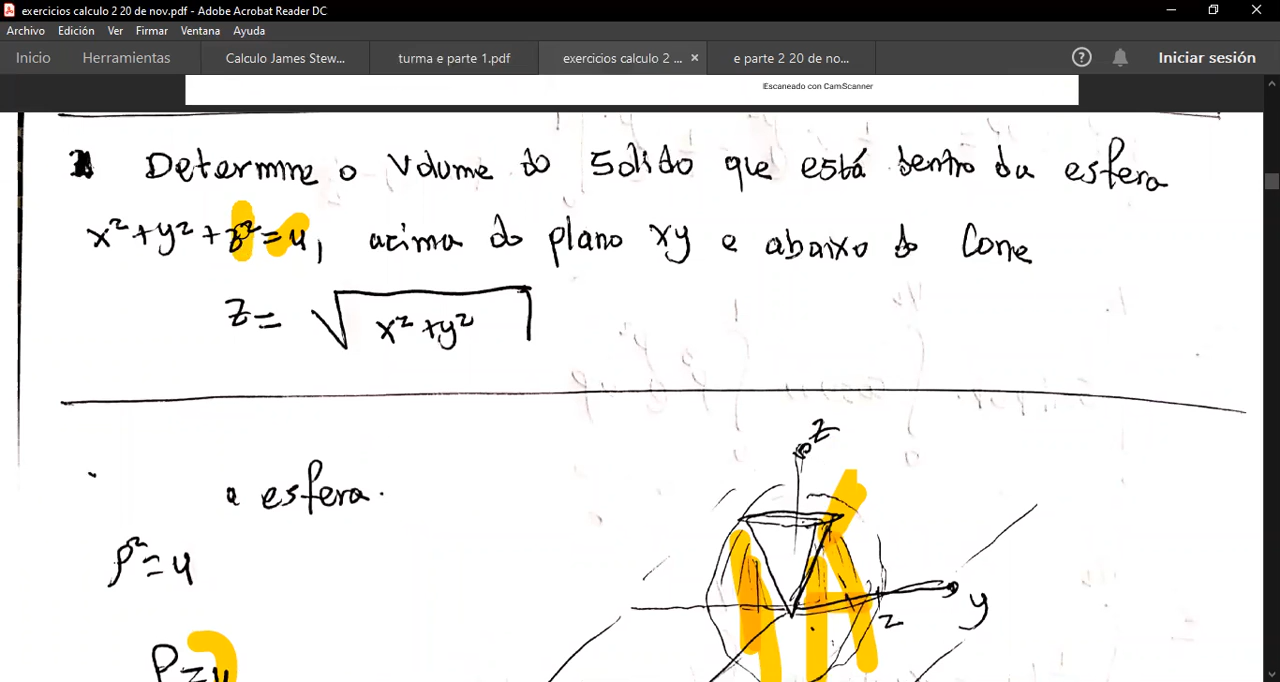 exercicios calculo 2 20 de nov.pdf - Adobe Acrobat Reader DC
Archivo Edición Ver Firmar Ventana Ayuda
Inicio Herramientas Calculo James Stew... turma e parte 1.pdf exercicios calculo 2 ... × e parte 2 20 de no... Iniciar sesión
Escaneado con CamScanner
Determine o volume do solido que está dentro da esfera
x²+y²+z²=4, acima do plano xy e abaixo do Cone
z= √x²+y²
z
a esfera.
ρ²=4
y
2